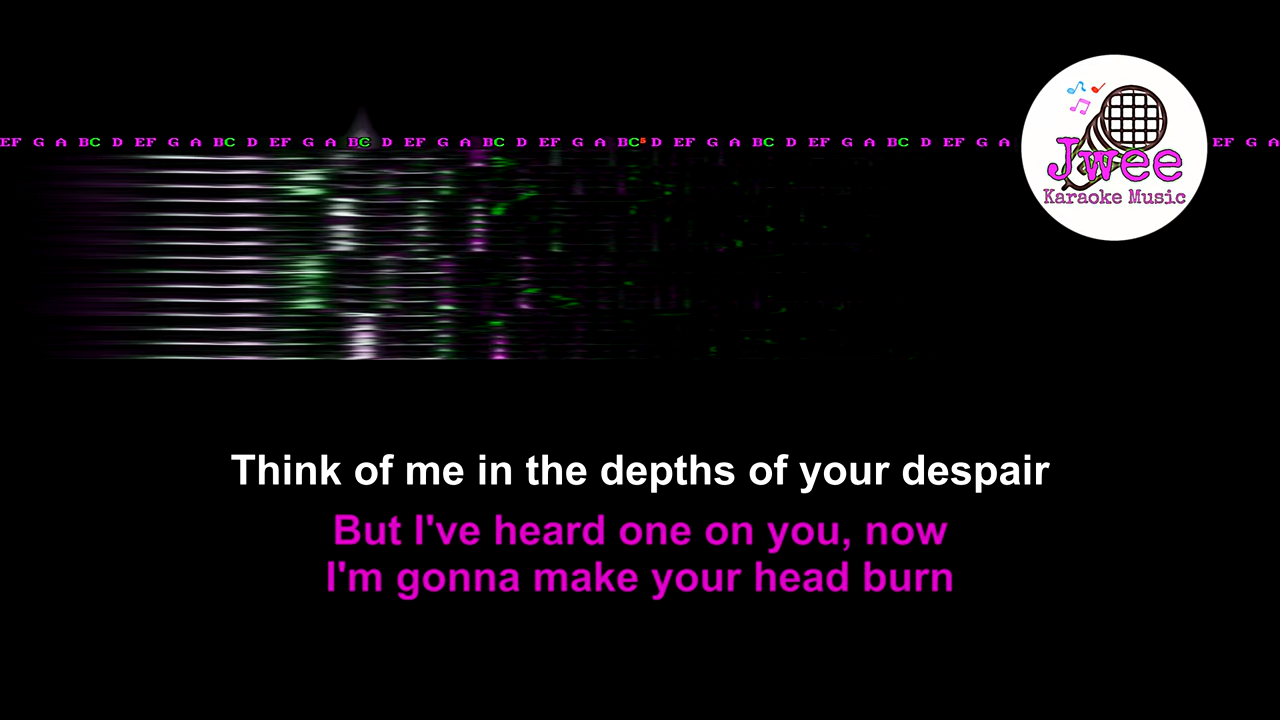 EF G A BC D EF G A BC D EF G A BC D EF G A BC D EF G A BC D EF G A BC D EF G A BC D EF G A EF G A
Jwee
Karaoke Music
Think of me in the depths of your despair
But I've heard one on you, now
I'm gonna make your head burn